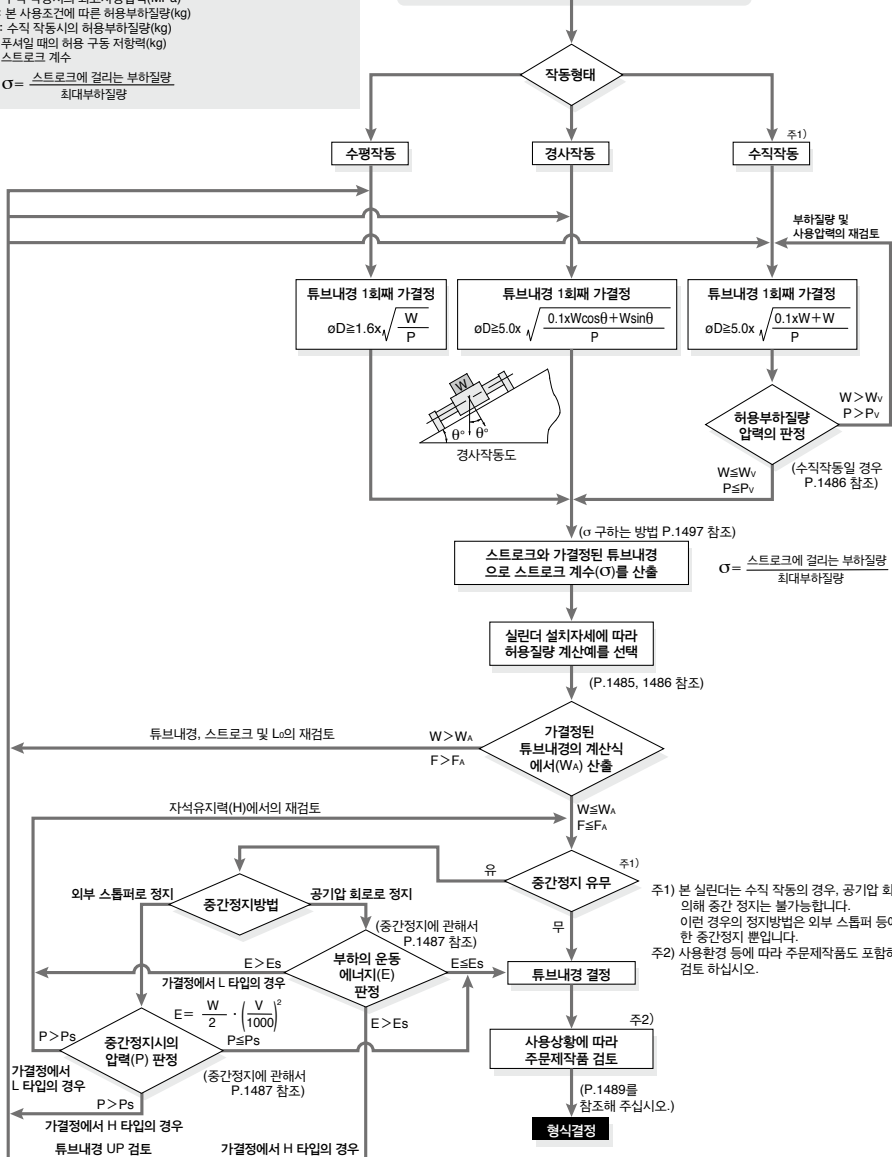 : 본 사용조건에 따른 허용부하질량(kg)
: 수직 작동시의 허용부하질량(kg)
푸셔일 때의 허용 구동 저항력(kg)
스트로크 계수
σ= 스트로크에 걸리는 부하질량
최대부하질량
작동형태
수평작동
경사작동
주1)
수직작동
부하질량 및
사용압력의 재검토
튜브내경 1회째 가결정
øD≧1.6x√ W
P
튜브내경 1회째 가결정
øD≧5.0x √ 0.1xWcosθ+Wsinθ
P
튜브내경 1회째 가결정
øD≧5.0x √ 0.1xW+W
P
W
θ° θ°
경사작동도
허용부하질량
압력의 판정
W>Wv
P>Pv
W≦Wv
P≦Pv
(수직작동일 경우
P.1486 참조)
(σ 구하는 방법 P.1497 참조)
스트로크와 가결정된 튜브내경
으로 스트로크 계수(σ)를 산출
σ= 스트로크에 걸리는 부하질량
최대부하질량
실린더 설치자세에 따라
허용질량 계산예를 선택
(P.1485, 1486 참조)
튜브내경, 스트로크 및 L₀의 재검토
W>WA
F>FA
가결정된
튜브내경의 계산식
에서(WA) 산출
자석유지력(H)에서의 재검토
W≦WA
F≦FA
유
중간정지 유무
주1)
무
주1) 본 실린더는 수직 작동의 경우, 공기압 회
의해 중간 정지는 불가능합니다.
이런 경우의 정지방법은 외부 스톱퍼 등에
한 중간정지 뿐입니다.
주2) 사용환경 등에 따라 주문제작품도 포함하
검토 하십시오.
외부 스톱퍼로 정지
중간정지방법
공기압 회로로 정지
(중간정지에 관해서
P.1487 참조)
E>Es
가결정에서 L 타입의 경우
부하의 운동
에너지(E)
판정
E≦Es
튜브내경 결정
E= W/2 · (V/1000)²
E>Es
P>Ps
중간정지시의
압력(P) 판정
P≦Ps
가결정에서
L 타입의 경우
(중간정지에 관해서
P.1487 참조)
주2)
사용상황에 따라
주문제작품 검토
P>Ps
가결정에서 H 타입의 경우
(P.1489를
참조해 주십시오.)
튜브내경 UP 검토
가결정에서 H 타입의 경우
형식결정